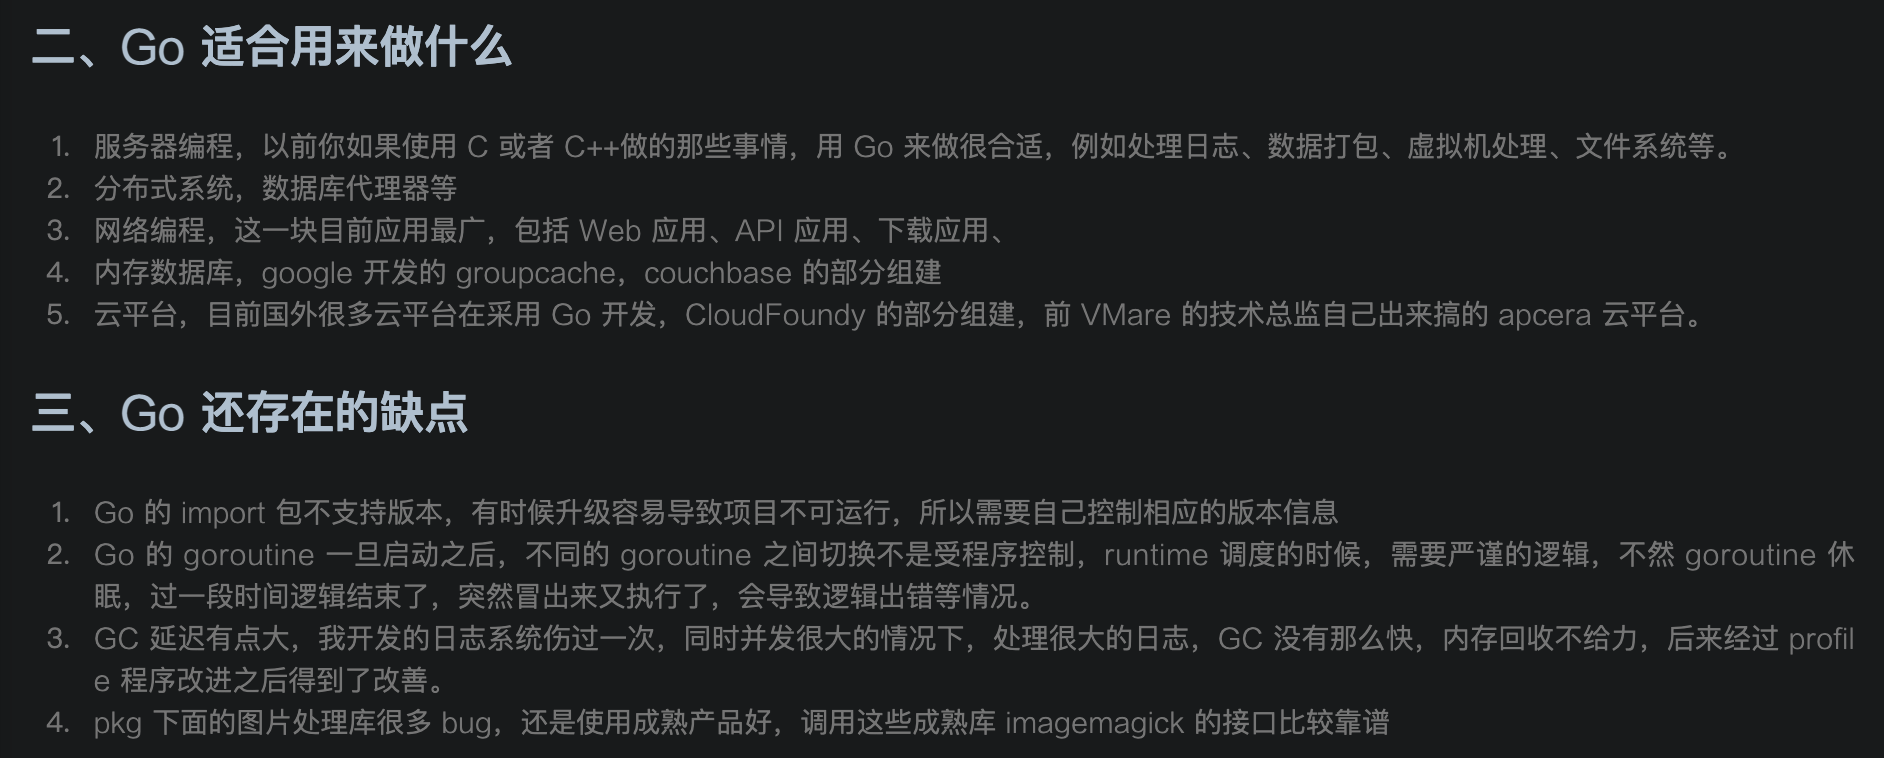 二、Go 适合用来做什么
1. 服务器编程，以前你如果使用 C 或者 C++做的那些事情，用 Go 来做很合适，例如处理日志、数据打包、虚拟机处理、文件系统等。
2. 分布式系统，数据库代理器等
3. 网络编程，这一块目前应用最广，包括 Web 应用、API 应用、下载应用、
4. 内存数据库，google 开发的 groupcache，couchbase 的部分组建
5. 云平台，目前国外很多云平台在采用 Go 开发，CloudFoundy 的部分组建，前 VMare 的技术总监自己出来搞的 apcera 云平台。
三、Go 还存在的缺点
1. Go 的 import 包不支持版本，有时候升级容易导致项目不可运行，所以需要自己控制相应的版本信息
2. Go 的 goroutine 一旦启动之后，不同的 goroutine 之间切换不是受程序控制，runtime 调度的时候，需要严谨的逻辑，不然 goroutine 休
眠，过一段时间逻辑结束了，突然冒出来又执行了，会导致逻辑出错等情况。
3. GC 延迟有点大，我开发的日志系统伤过一次，同时并发很大的情况下，处理很大的日志，GC 没有那么快，内存回收不给力，后来经过 profil
e 程序改进之后得到了改善。
4. pkg 下面的图片处理库很多 bug，还是使用成熟产品好，调用这些成熟库 imagemagick 的接口比较靠谱